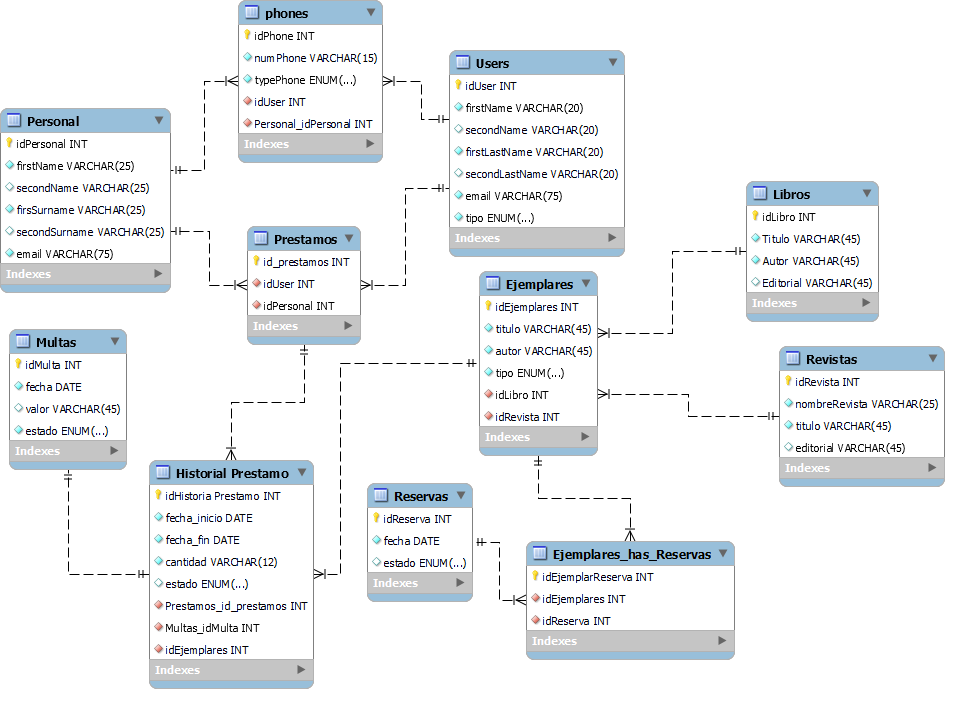 phones
idPhone INT
numPhone VARCHAR(15)
typePhone ENUM(...)
idUser INT
Personal_idPersonal INT
Indexes
Users
idUser INT
firstName VARCHAR(20)
secondName VARCHAR(20)
firstLastName VARCHAR(20)
secondLastName VARCHAR(20)
email VARCHAR(75)
tipo ENUM(...)
Indexes
Personal
idPersonal INT
firstName VARCHAR(25)
secondName VARCHAR(25)
firsSurname VARCHAR(25)
secondSurname VARCHAR(25)
email VARCHAR(75)
Indexes
Prestamos
id_prestamos INT
idUser INT
idPersonal INT
Indexes
Libros
idLibro INT
Titulo VARCHAR(45)
Autor VARCHAR(45)
Editorial VARCHAR(45)
Indexes
Ejemplares
idEjemplares INT
titulo VARCHAR(45)
autor VARCHAR(45)
tipo ENUM(...)
idLibro INT
idRevista INT
Indexes
Multas
idMulta INT
fecha DATE
valor VARCHAR(45)
estado ENUM(...)
Indexes
Revistas
idRevista INT
nombreRevista VARCHAR(25)
titulo VARCHAR(45)
editorial VARCHAR(45)
Indexes
Historial Prestamo
idHistoria Prestamo INT
fecha_inicio DATE
fecha_fin DATE
cantidad VARCHAR(12)
estado ENUM(...)
Prestamos_id_prestamos INT
Multas_idMulta INT
idEjemplares INT
Indexes
Reservas
idReserva INT
fecha DATE
estado ENUM(...)
Indexes
Ejemplares_has_Reservas
idEjemplarReserva INT
idEjemplares INT
idReserva INT
Indexes